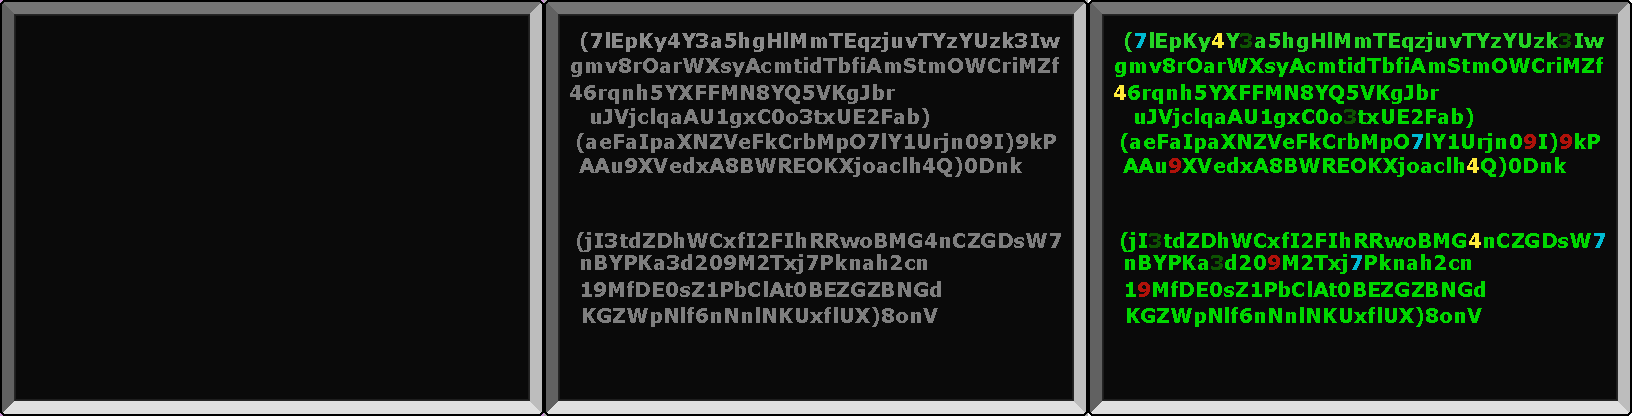 (7lEpKy4Y3a5hgHlMmTEqzjuvTYzYUzk3Iw
gmv8rOarWXsyAcmtidTbfiAmStmOWCriMZf
46rqnh5YXFFMN8YQ5VKgJbr
uJVjclqaAU1gxC0o3txUE2Fab)
(aeFaIpaXNZVeFkCrbMpO7lY1Urjn09I)9kP
AAu9XVedxA8BWREOKXjoaclh4Q)0Dnk
(jI3tdZDhWCxfI2FIhRRwoBMG4nCZGDsW7
nBYPKa3d209M2Txj7Pknah2cn
19MfDE0sZ1PbClAt0BEZGZBNGd
KGZWpNlf6nNnlNKUxflUX)8onV
(7lEpKy4Y3a5hgHlMmTEqzjuvTYzYUzk3Iw
gmv8rOarWXsyAcmtidTbfiAmStmOWCriMZf
46rqnh5YXFFMN8YQ5VKgJbr
uJVjclqaAU1gxC0o3txUE2Fab)
(aeFaIpaXNZVeFkCrbMpO7lY1Urjn09I)9kP
AAu9XVedxA8BWREOKXjoaclh4Q)0Dnk
(jI3tdZDhWCxfI2FIhRRwoBMG4nCZGDsW7
nBYPKa3d209M2Txj7Pknah2cn
19MfDE0sZ1PbClAt0BEZGZBNGd
KGZWpNlf6nNnlNKUxflUX)8onV